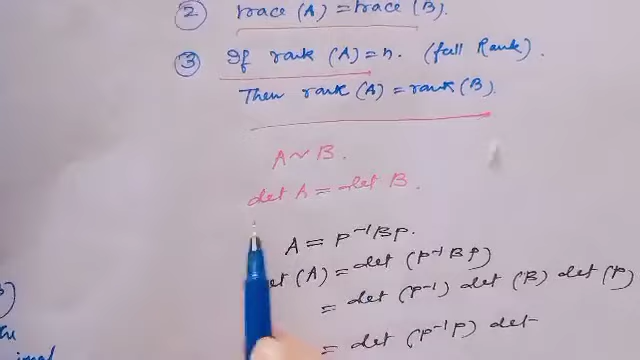 ② trace (A) = trace (B).
③ If rank (A) = n. (full Rank).
Then rank (A) = rank (B).
A ~ B.
det A = det B.
A = P⁻¹BP.
det (A) = det (P⁻¹BP)
= det (P⁻¹) det (B) det (P)
= det (P⁻¹P) det